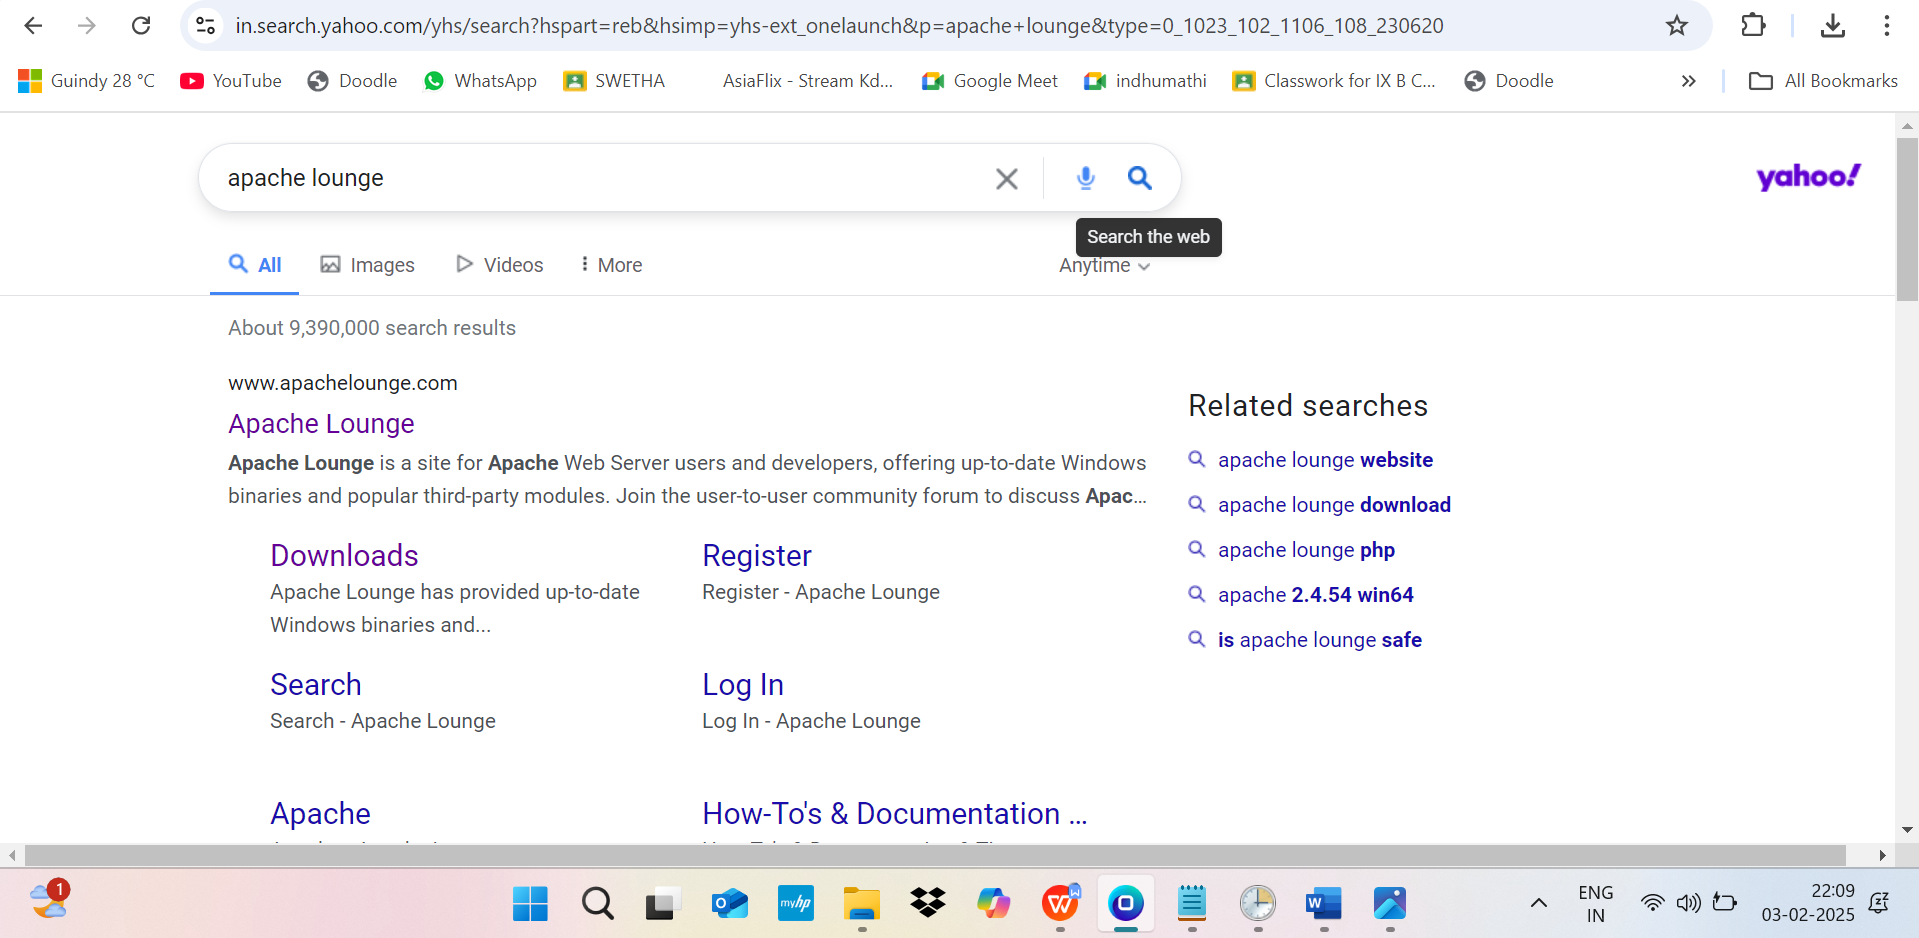 in.search.yahoo.com/yhs/search?hspart=reb&hsimp=yhs-ext_onelaunch&p=apache+lounge&type=0_1023_102_1106_108_230620
Guindy 28 °C YouTube Doodle WhatsApp SWETHA AsiaFlix - Stream Kd... Google Meet indhumathi Classwork for IX B C... Doodle » All Bookmarks
apache lounge
yahoo!
Search the web
All Images Videos More Anytime
About 9,390,000 search results
www.apachelounge.com
Apache Lounge
Apache Lounge is a site for Apache Web Server users and developers, offering up-to-date Windows
binaries and popular third-party modules. Join the user-to-user community forum to discuss Apac...
Downloads
Apache Lounge has provided up-to-date
Windows binaries and...
Register
Register - Apache Lounge
Search
Search - Apache Lounge
Log In
Log In - Apache Lounge
Apache
How-To's & Documentation ...
Related searches
apache lounge website
apache lounge download
apache lounge php
apache 2.4.54 win64
is apache lounge safe
1
myhp
W
W
ENG
IN
22:09
03-02-2025